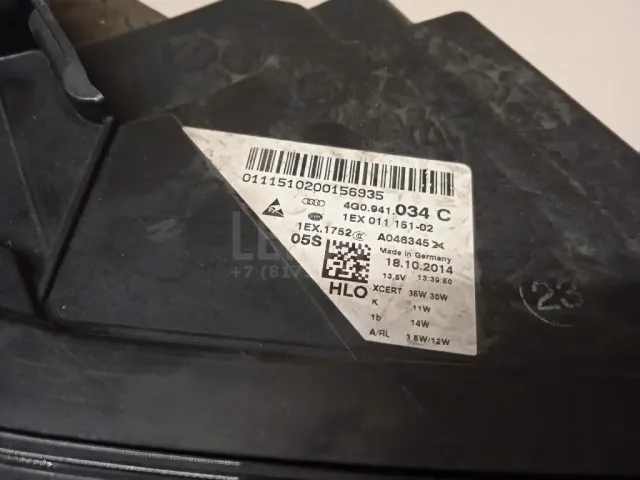 0111510200156935
4G0.941.034 C
1EX 011 151-02
1EX.1752 A046345
05S Made in Germany
18.10.2014
13,5V 13:39:50
HLO XCERT 35W 35W
K 11W
1b 14W
A/RL 3,5W/12W
23